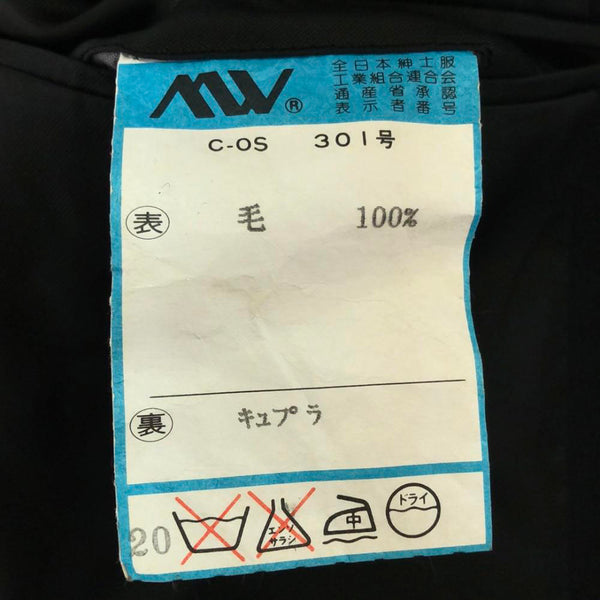 MW®
全日本紳士服
工業組合連合会
通産省承認
表示者番号
C-OS 301号
表 毛 100%
裏 キュプラ
20 エンソサラシ 中 ドライ